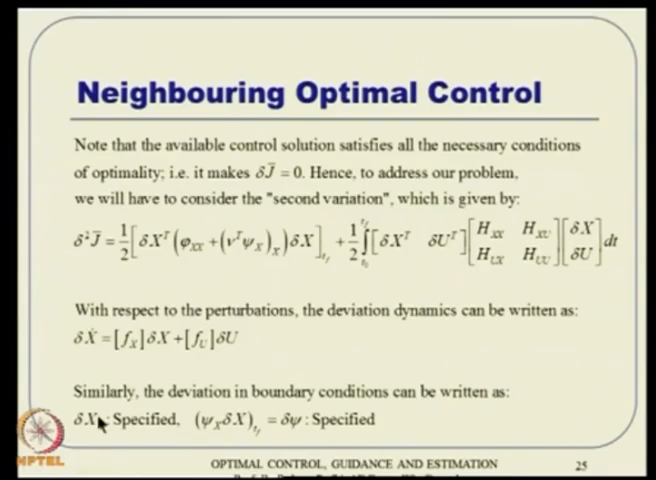 Neighbouring Optimal Control
Note that the available control solution satisfies all the necessary conditions
of optimality; i.e. it makes δJ̄ = 0. Hence, to address our problem,
we will have to consider the "second variation", which is given by:
δ²J̄ = 1/2 [δX^T (φ_XX + (ν^T ψ_X)_X) δX]_{t_f} + 1/2 ∫_{t_0}^{t_f} [δX^T δU^T] [H_XX H_XU; H_UX H_UU] [δX; δU] dt
With respect to the perturbations, the deviation dynamics can be written as:
δẊ = [f_X] δX + [f_U] δU
Similarly, the deviation in boundary conditions can be written as:
δX : Specified, (ψ_X δX)_{t_f} = δψ : Specified
NPTEL
OPTIMAL CONTROL, GUIDANCE AND ESTIMATION
25